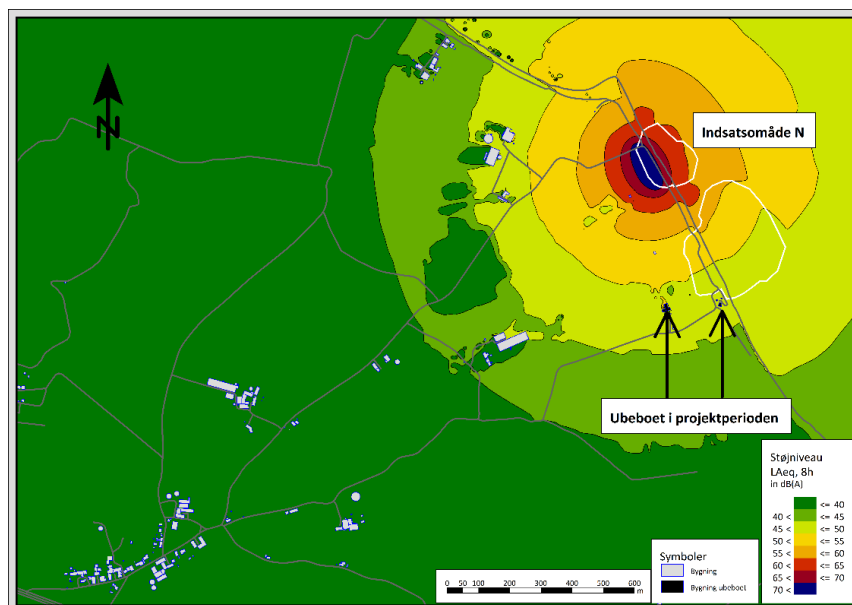 N
Indsatsområde N
Ubeboet i projektperioden
Støjniveau
LAeq, 8h
in dB(A)
<= 40
40 < <= 45
45 < <= 50
50 < <= 55
55 < <= 60
60 < <= 65
65 < <= 70
70 <
Symboler
Bygning
Bygning ubeboet
0 50 100 200 300 400 500 600
m